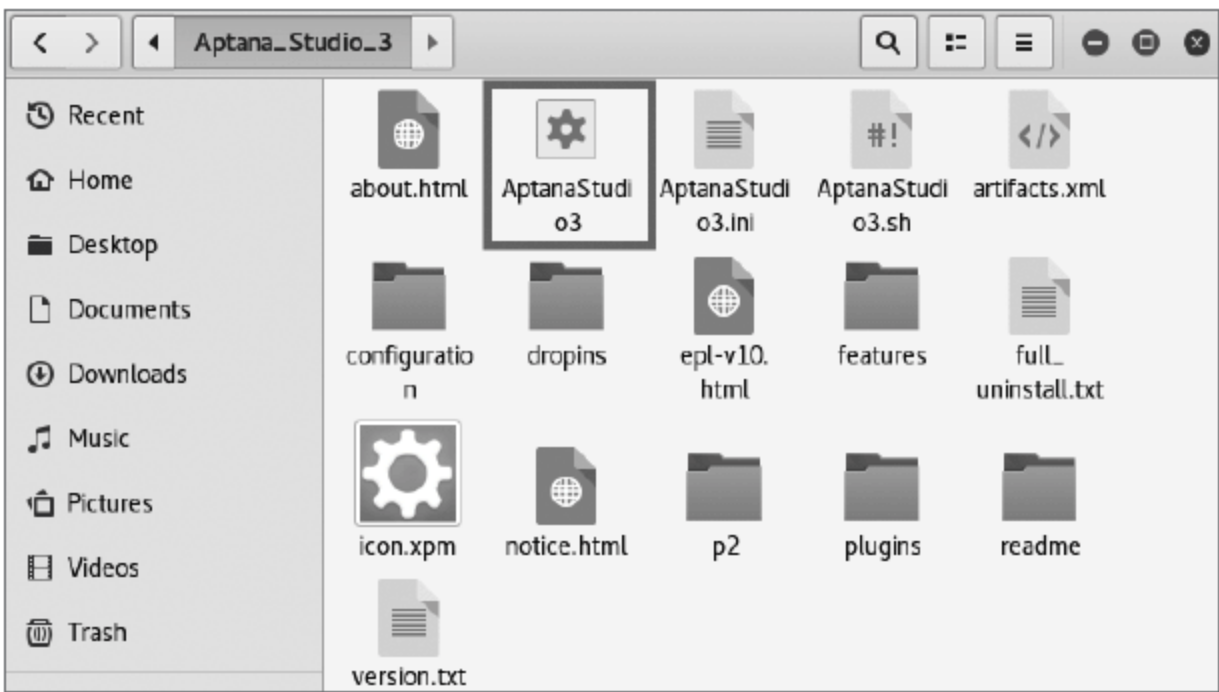 Aptana_Studio_3
Recent
Home
Desktop
Documents
Downloads
Music
Pictures
Videos
Trash
about.html
AptanaStudi
o3
AptanaStudi
o3.ini
#!
AptanaStudi
o3.sh
</>
artifacts.xml
configuratio
n
dropins
epl-v10.
html
features
full_
uninstall.txt
icon.xpm
notice.html
p2
plugins
readme
version.txt